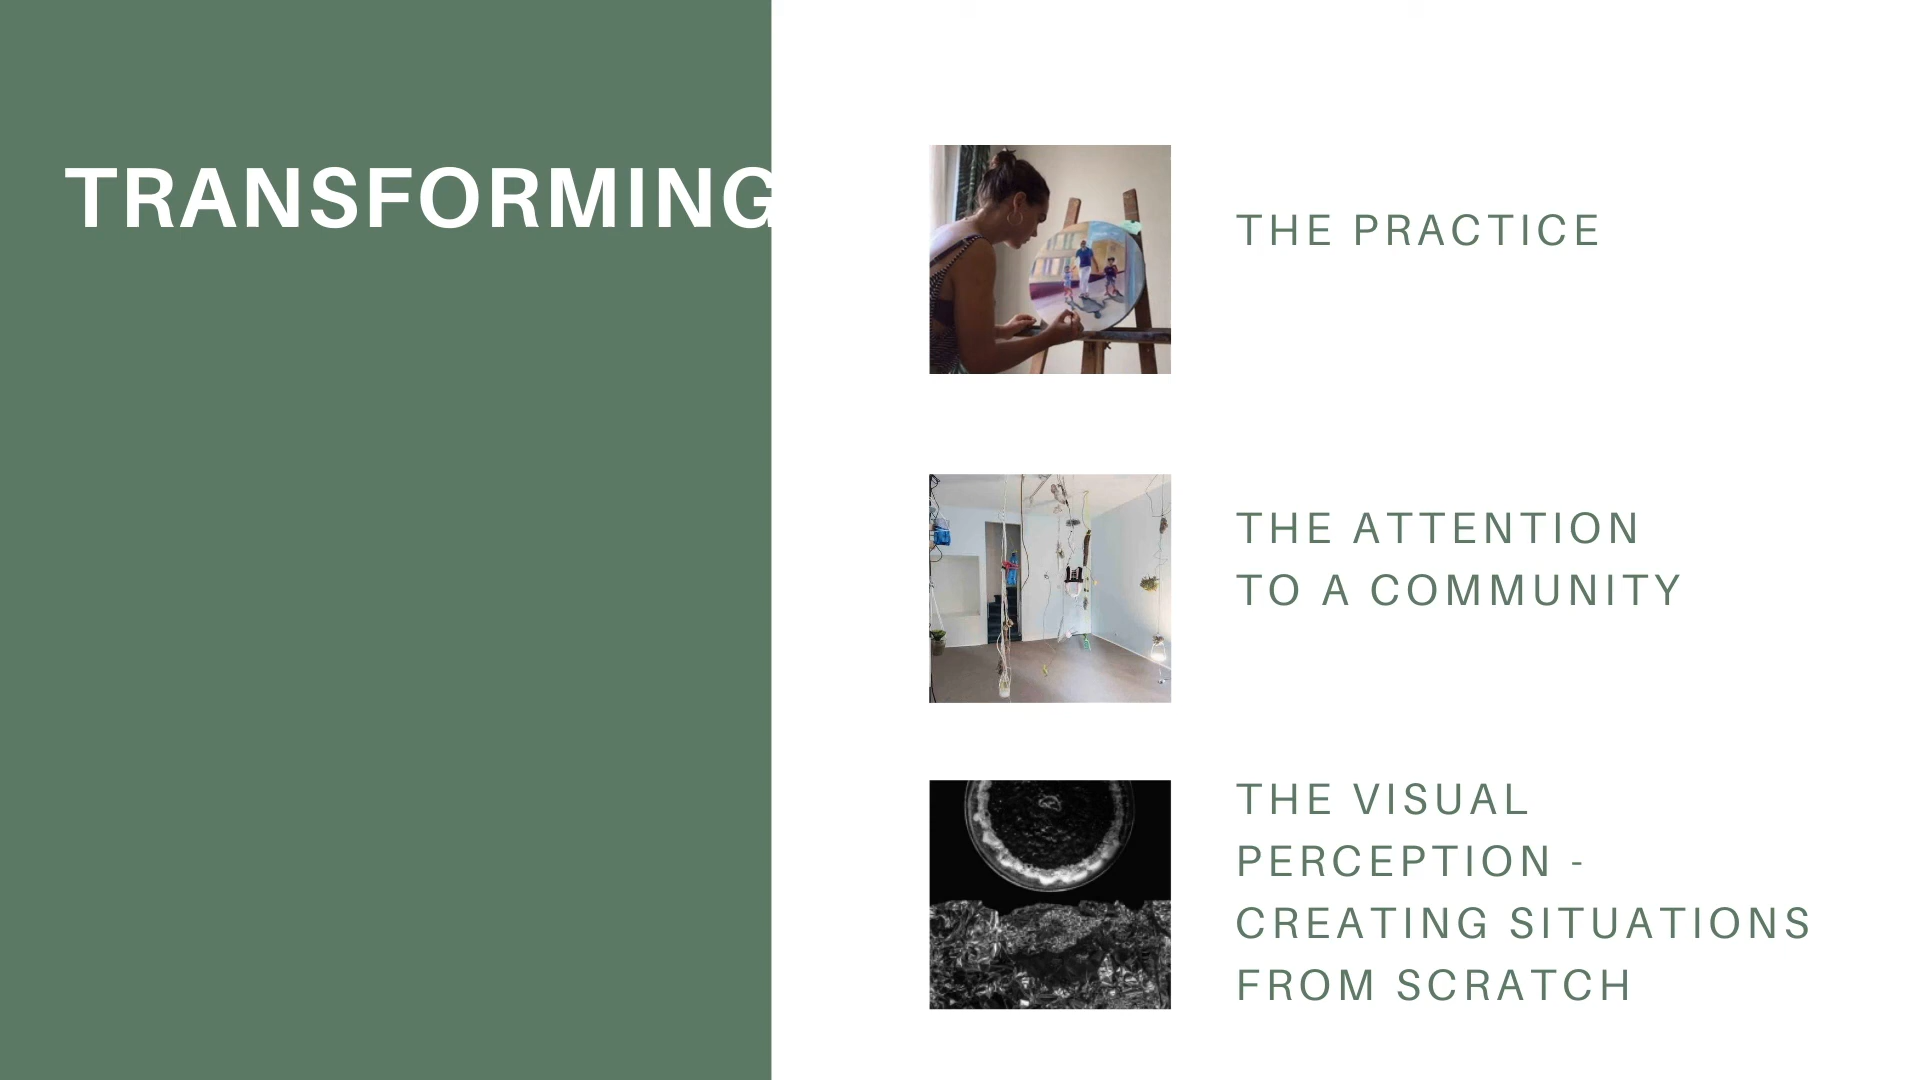 TRANSFORMING
THE PRACTICE
THE ATTENTION
TO A COMMUNITY
THE VISUAL
PERCEPTION -
CREATING SITUATIONS
FROM SCRATCH